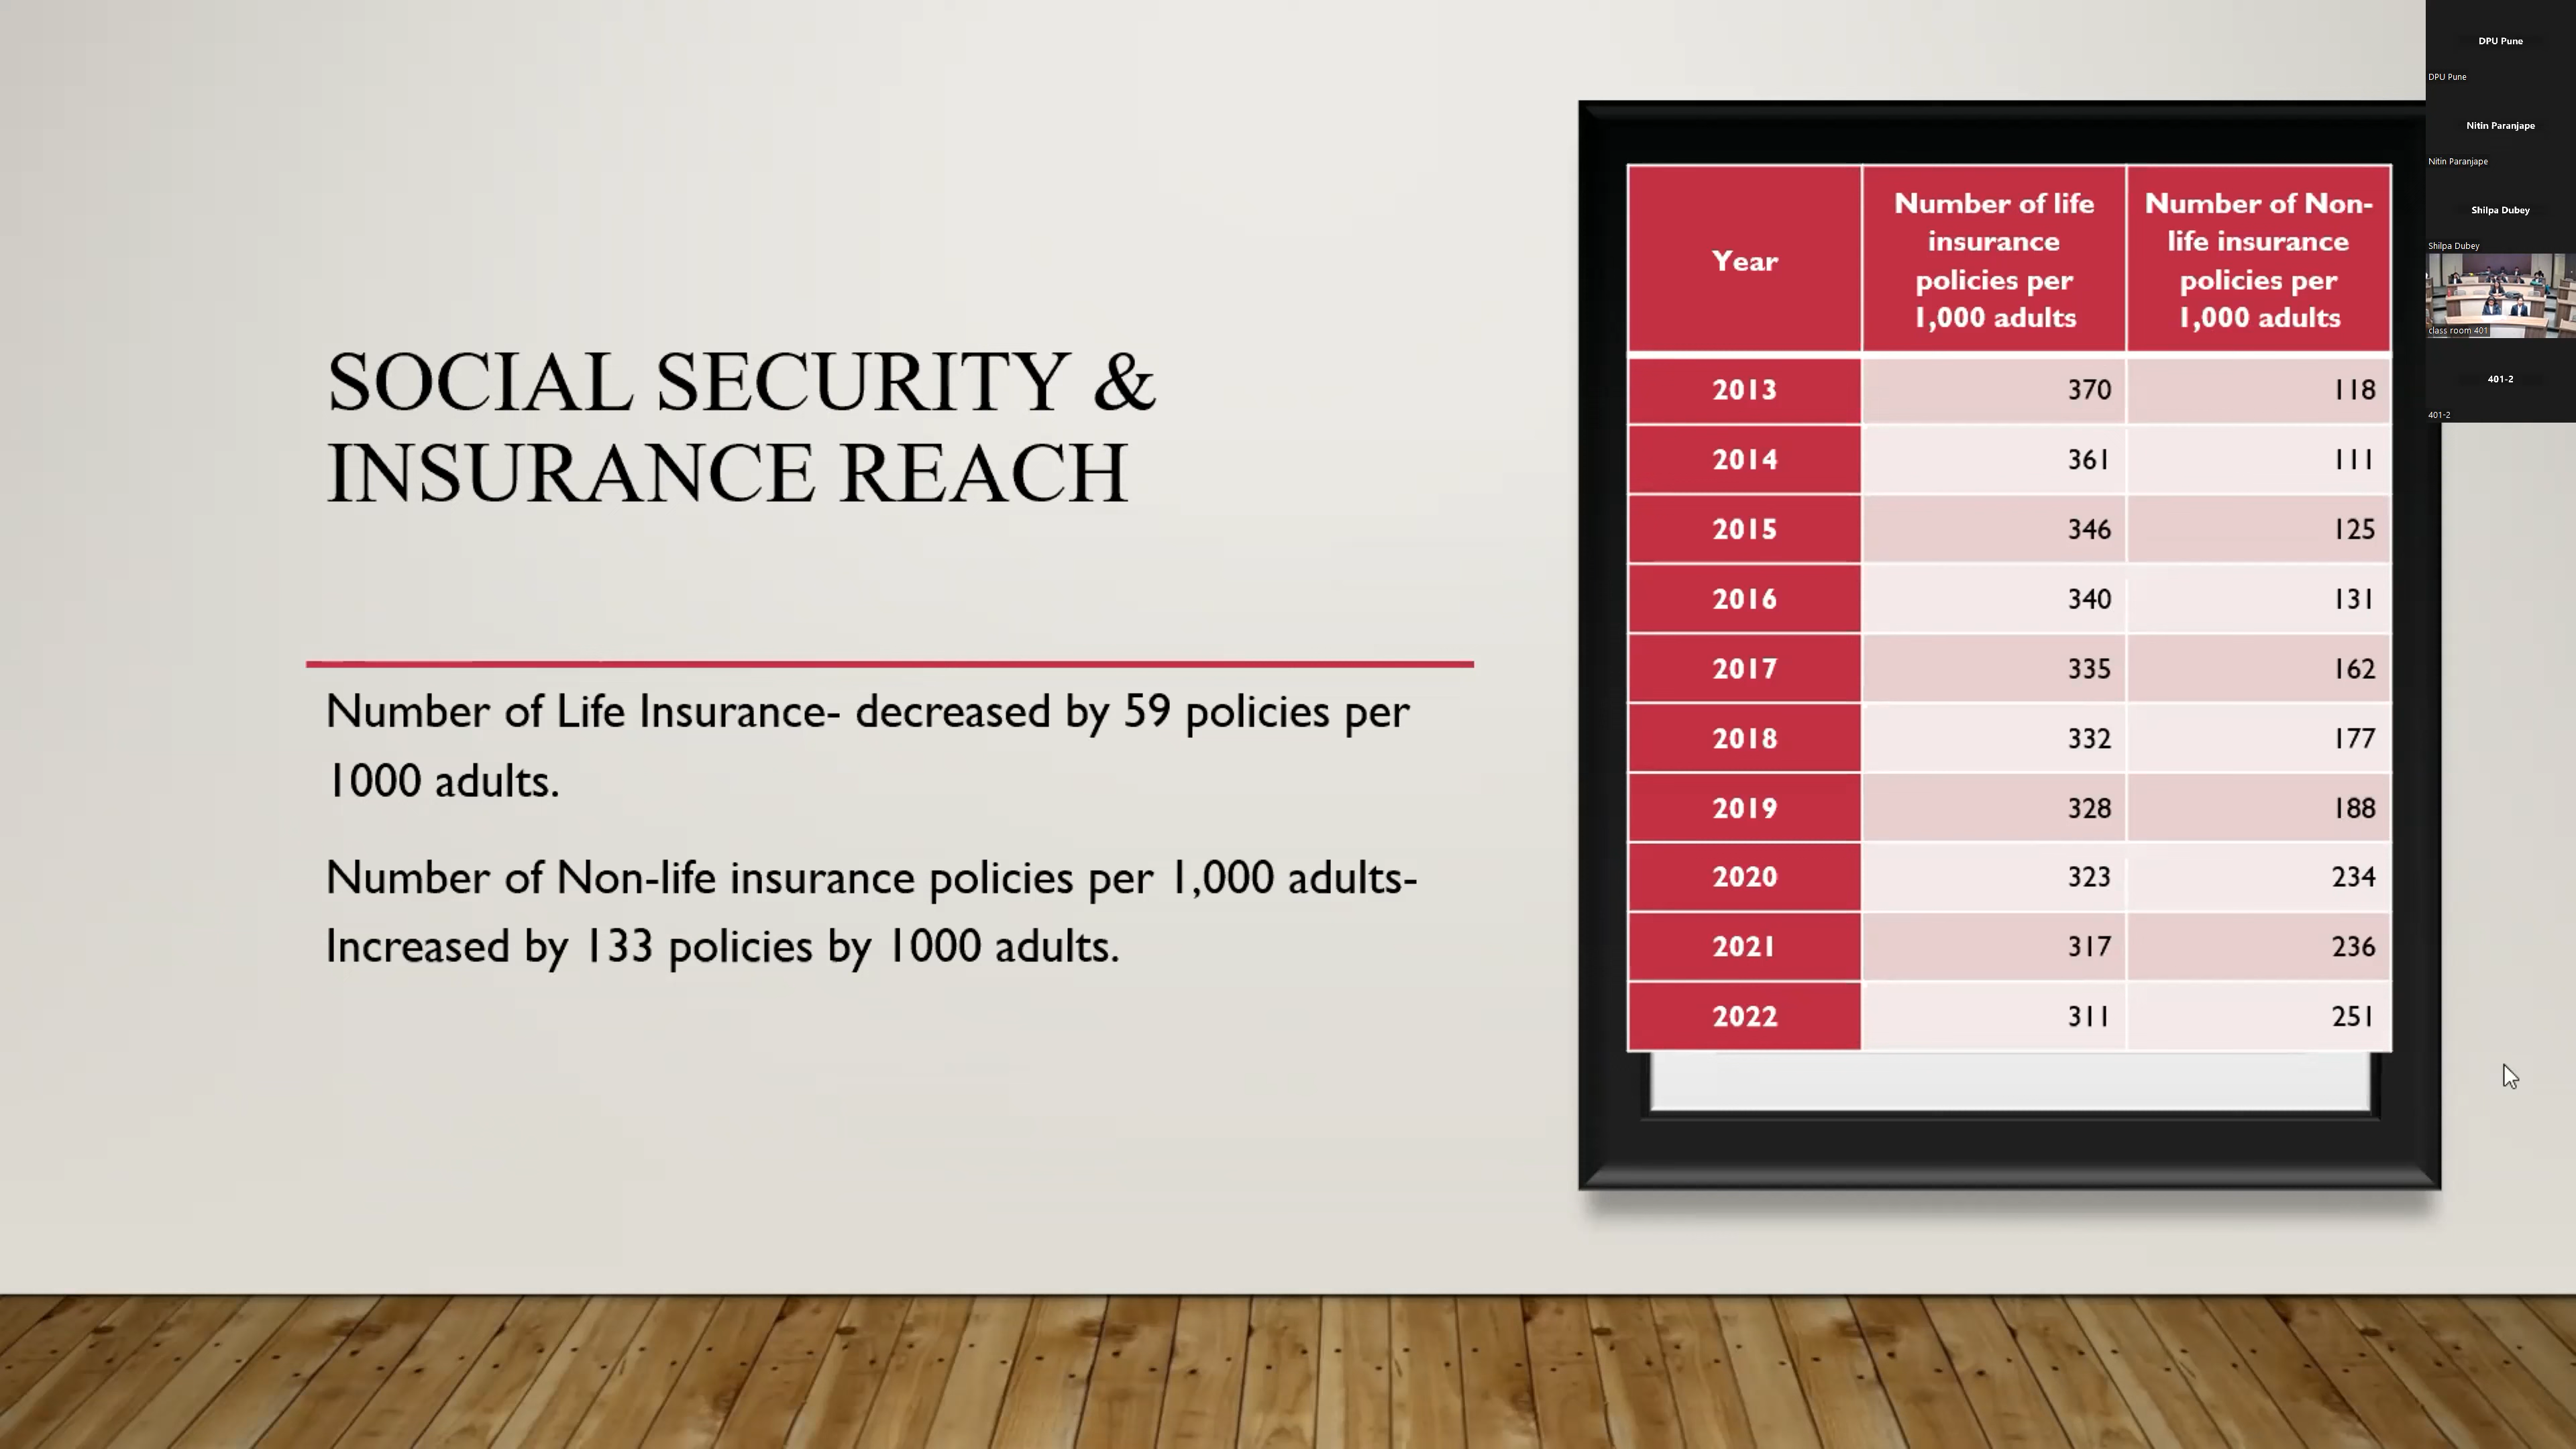 SOCIAL SECURITY &
INSURANCE REACH
Number of Life Insurance- decreased by 59 policies per
1000 adults.
Number of Non-life insurance policies per 1,000 adults-
Increased by 133 policies by 1000 adults.
Year
Number of life
insurance
policies per
1,000 adults
Number of Non-
life insurance
policies per
1,000 adults
2013 370 118
2014 361 111
2015 346 125
2016 340 131
2017 335 162
2018 332 177
2019 328 188
2020 323 234
2021 317 236
2022 311 251
DPU Pune
DPU Pune
Nitin Paranjape
Nitin Paranjape
Shilpa Dubey
Shilpa Dubey
class room 401
401-2
401-2